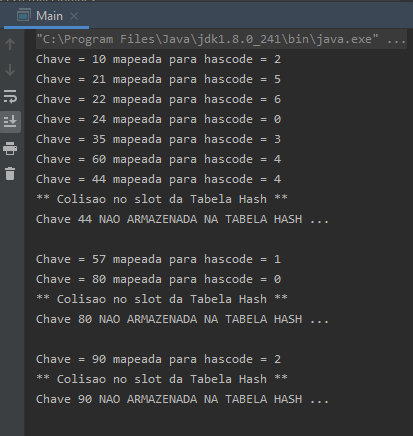 Main ×
"C:\Program Files\Java\jdk1.8.0_241\bin\java.exe" ...
Chave = 10 mapeada para hascode = 2
Chave = 21 mapeada para hascode = 5
Chave = 22 mapeada para hascode = 6
Chave = 24 mapeada para hascode = 0
Chave = 35 mapeada para hascode = 3
Chave = 60 mapeada para hascode = 4
Chave = 44 mapeada para hascode = 4
** Colisao no slot da Tabela Hash **
Chave 44 NAO ARMAZENADA NA TABELA HASH ...
Chave = 57 mapeada para hascode = 1
Chave = 80 mapeada para hascode = 0
** Colisao no slot da Tabela Hash **
Chave 80 NAO ARMAZENADA NA TABELA HASH ...
Chave = 90 mapeada para hascode = 2
** Colisao no slot da Tabela Hash **
Chave 90 NAO ARMAZENADA NA TABELA HASH ...